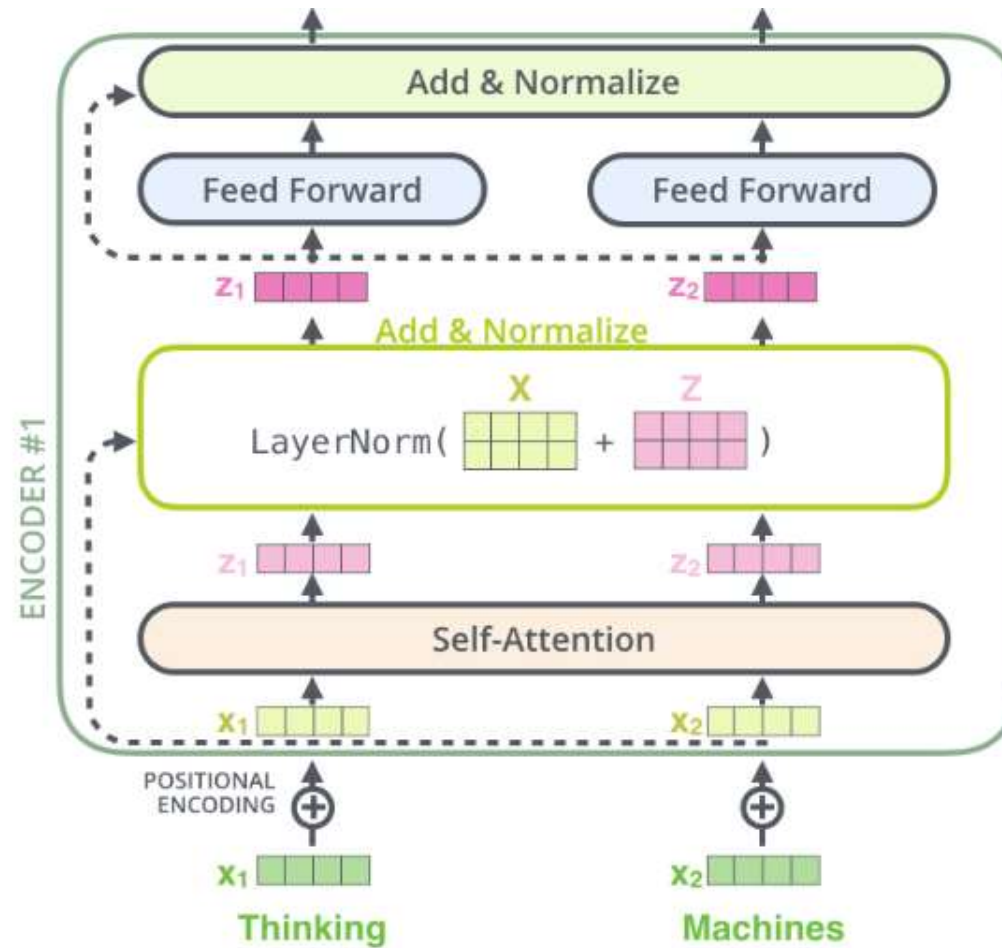 Add & Normalize
Feed Forward
Feed Forward
z1
z2
Add & Normalize
X
Z
LayerNorm( + )
ENCODER #1
z1
z2
Self-Attention
x1
x2
POSITIONAL
ENCODING
x1
x2
Thinking
Machines